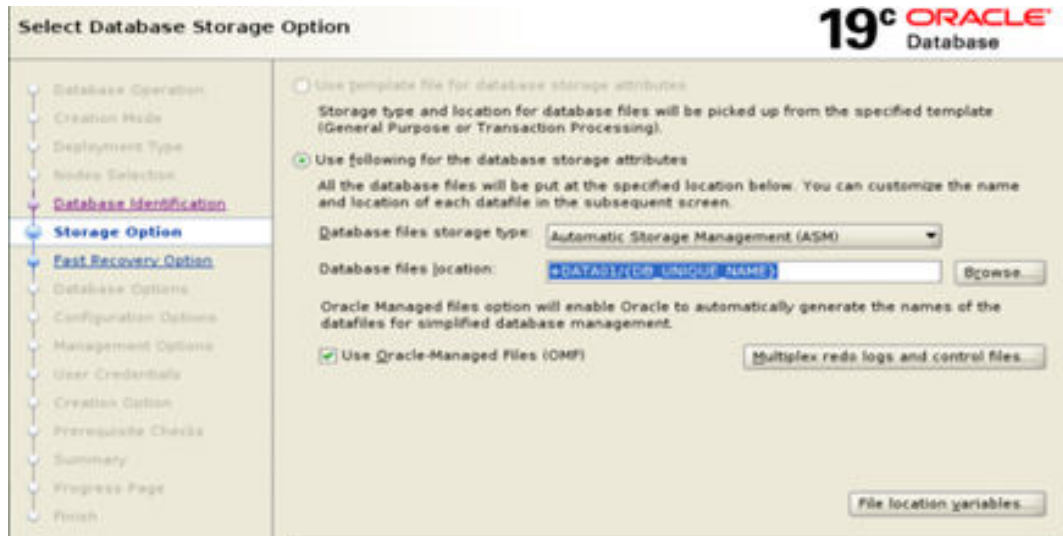 Select Database Storage Option
19c ORACLE
Database
Database Operation
Creation Mode
Deployment Type
Nodes Selection
Database Identification
Storage Option
Fast Recovery Option
Database Options
Configuration Options
Management Options
User Credentials
Creation Option
Prerequisite Checks
Summary
Progress Page
Finish
Use template file for database storage attributes
Storage type and location for database files will be picked up from the specified template
(General Purpose or Transaction Processing).
Use following for the database storage attributes
All the database files will be put at the specified location below. You can customize the name
and location of each datafile in the subsequent screen.
Database files storage type: Automatic Storage Management (ASM)
Database files location: +DATA01/{DB_UNIQUE_NAME} Browse...
Oracle Managed files option will enable Oracle to automatically generate the names of the
datafiles for simplified database management.
Use Oracle-Managed Files (OMF) Multiplex redo logs and control files...
File location variables...